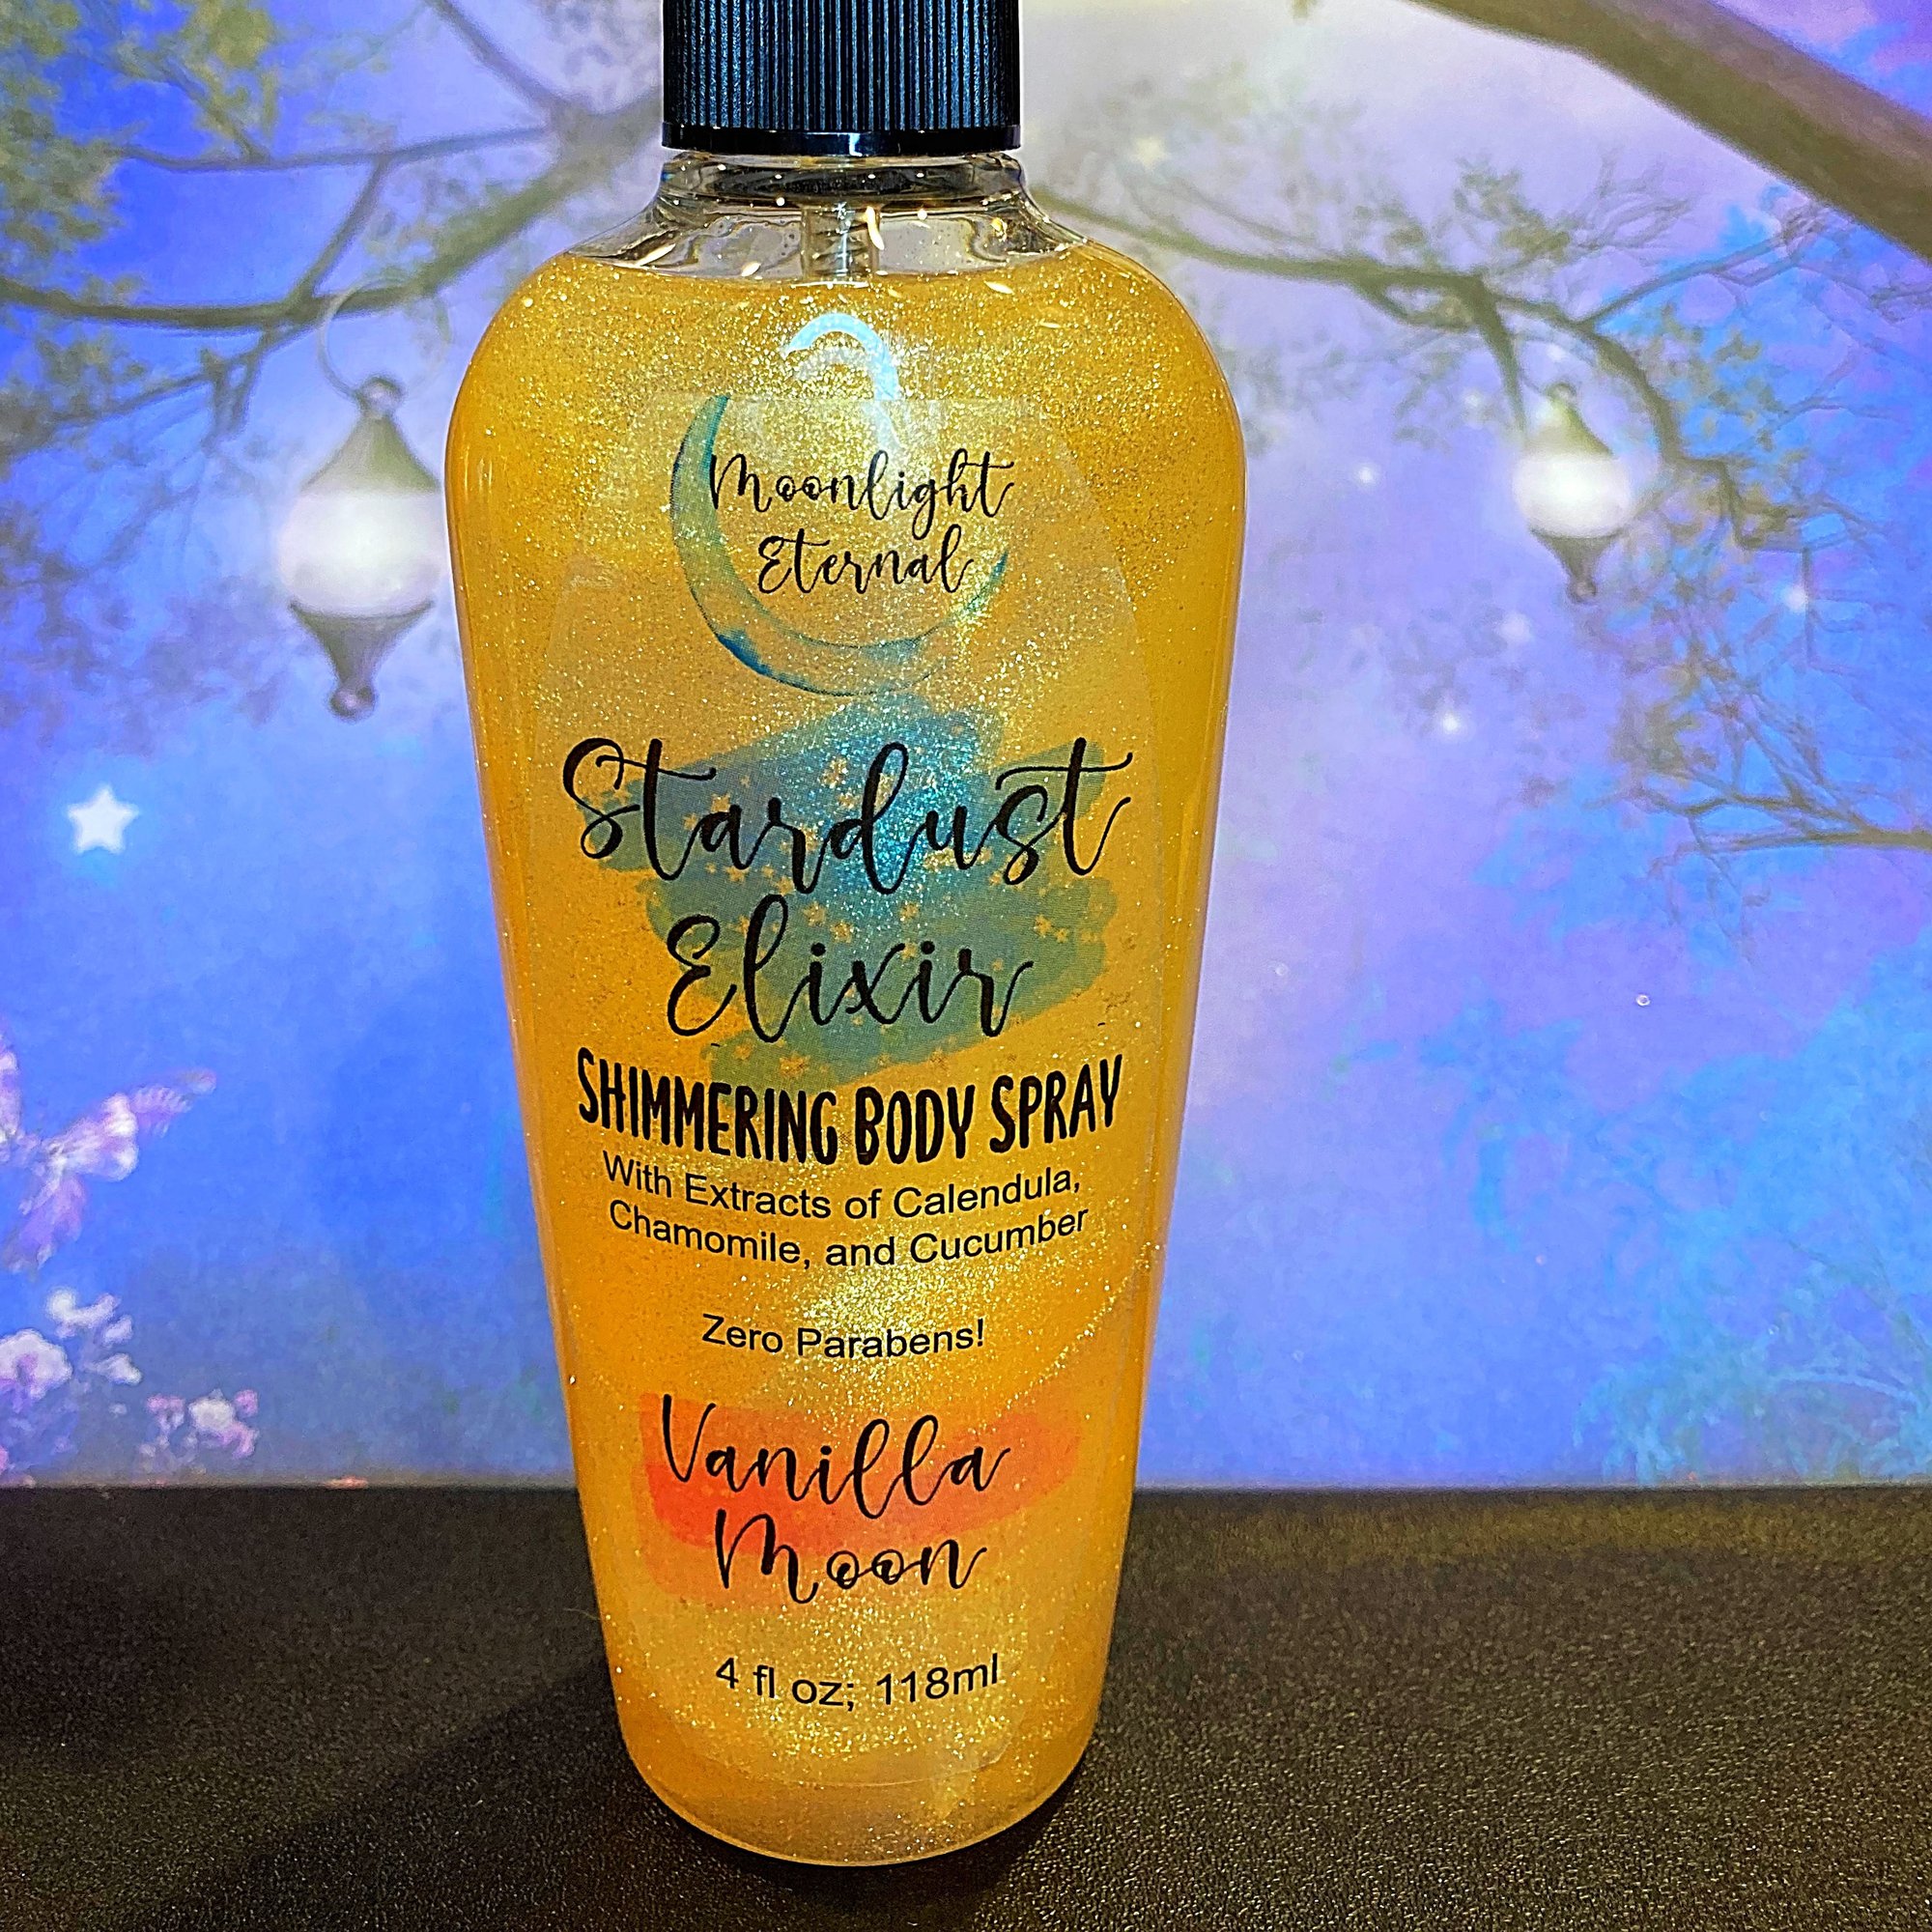 Moonlight
Eternal
Stardust
Elixir
SHIMMERING BODY SPRAY
With Extracts of Calendula,
Chamomile, and Cucumber
Zero Parabens!
Vanilla
Moon
4 fl oz; 118ml